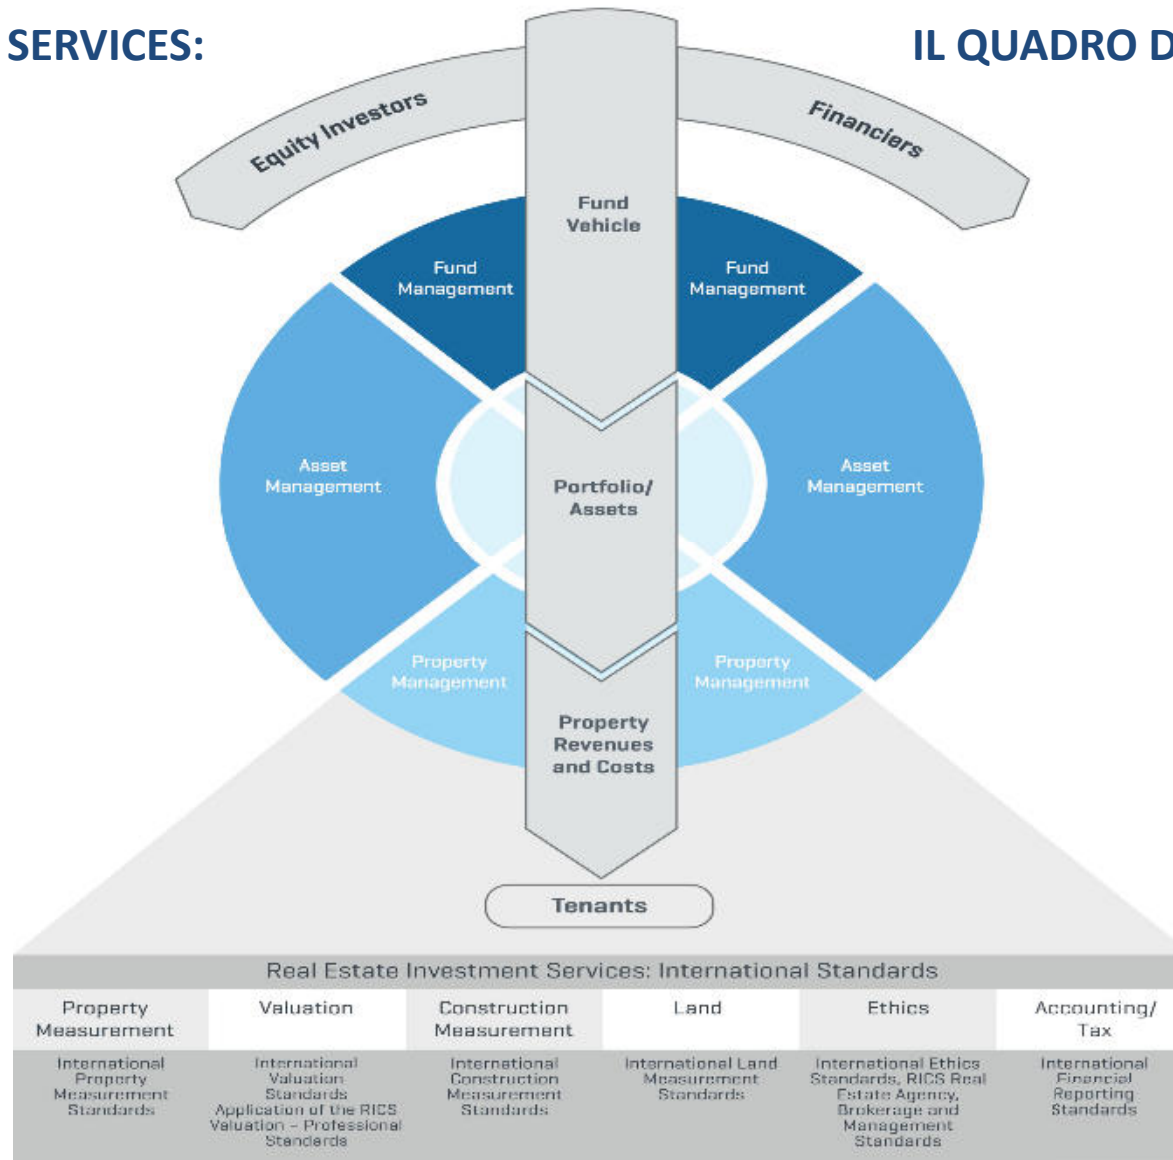 SERVICES:
IL QUADRO D
Equity Investors
Financiers
Fund
Vehicle
Fund
Management
Fund
Management
Asset
Management
Portfolio/
Assets
Asset
Management
Property
Management
Property
Management
Property
Revenues
and Costs
Tenants
Real Estate Investment Services: International Standards
Property
Measurement
Valuation
Construction
Measurement
Land
Ethics
Accounting/
Tax
International
Property
Measurement
Standards
International
Valuation
Standards
Application of the RICS
Valuation – Professional
Standards
International
Construction
Measurement
Standards
International Land
Measurement
Standards
International Ethics
Standards, RICS Real
Estate Agency,
Brokerage and
Management
Standards
International
Financial
Reporting
Standards